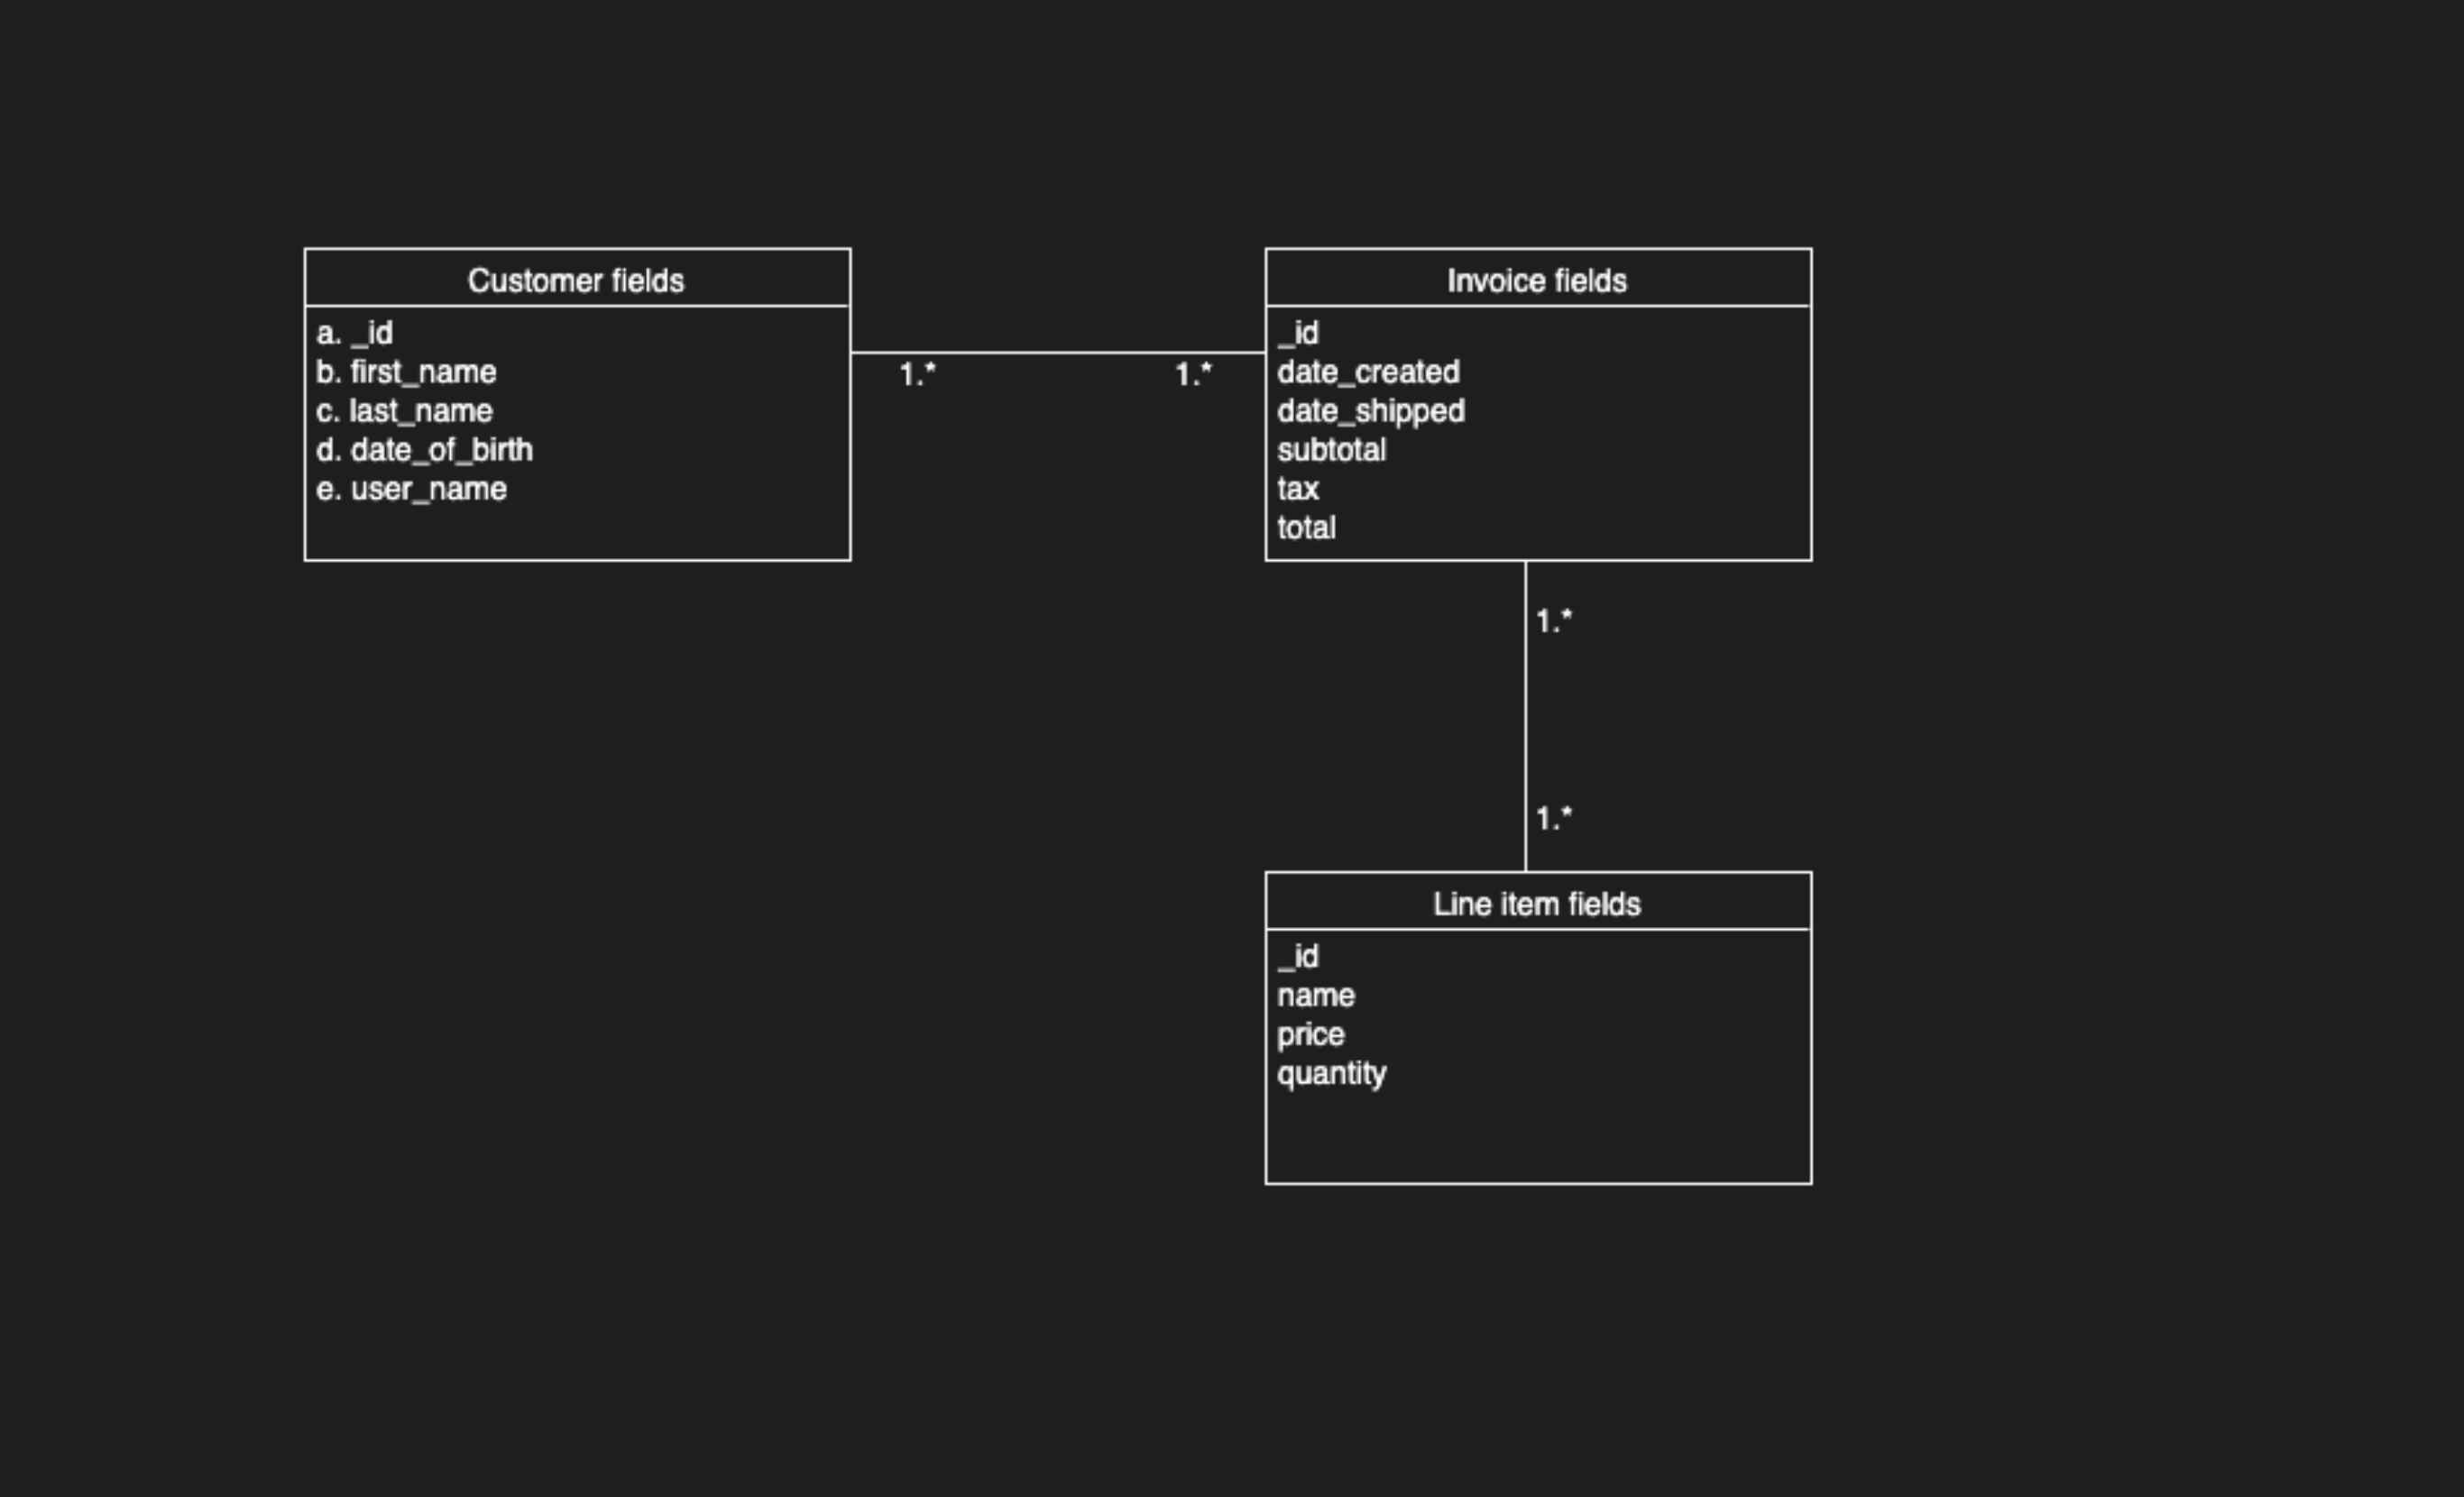 Customer fields
a. _id
b. first_name
c. last_name
d. date_of_birth
e. user_name
1.*
1.*
Invoice fields
_id
date_created
date_shipped
subtotal
tax
total
1.*
1.*
Line item fields
_id
name
price
quantity